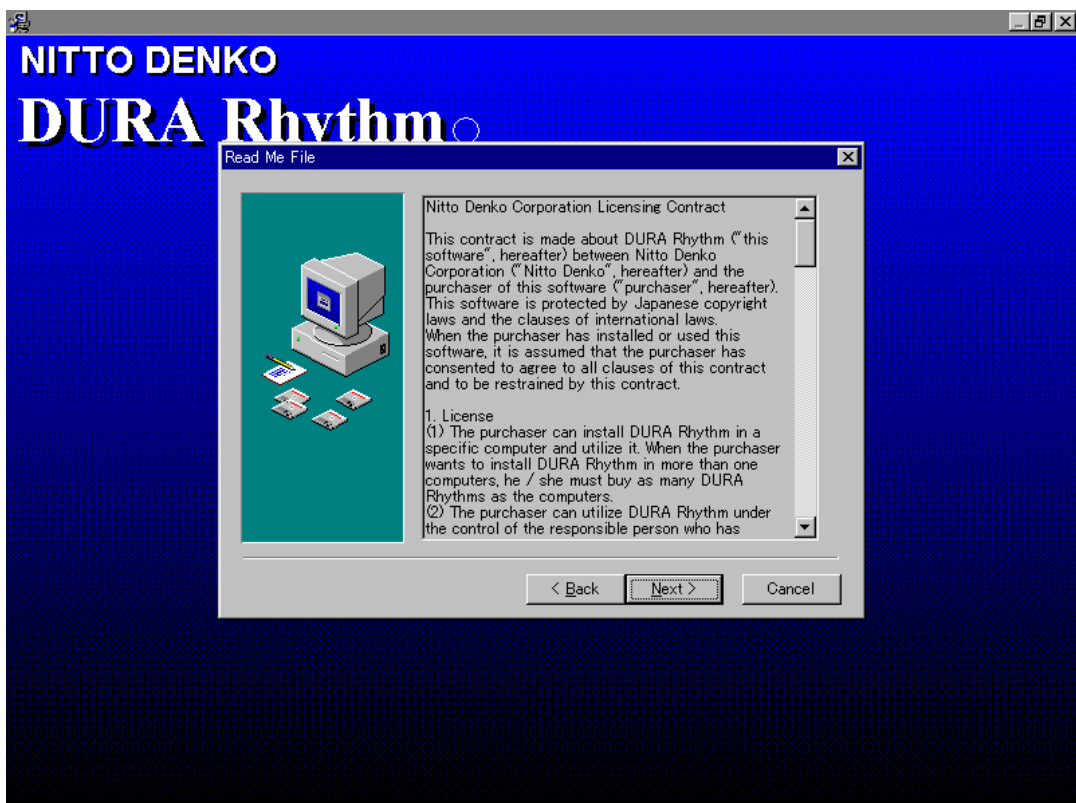 NITTO DENKO
DURA Rhythm
Read Me File
Nitto Denko Corporation Licensing Contract
This contract is made about DURA Rhythm ("this
software", hereafter) between Nitto Denko
Corporation ("Nitto Denko", hereafter) and the
purchaser of this software ("purchaser", hereafter).
This software is protected by Japanese copyright
laws and the clauses of international laws.
When the purchaser has installed or used this
software, it is assumed that the purchaser has
consented to agree to all clauses of this contract
and to be restrained by this contract.
1. License
(1) The purchaser can install DURA Rhythm in a
specific computer and utilize it. When the purchaser
wants to install DURA Rhythm in more than one
computers, he / she must buy as many DURA
Rhythms as the computers.
(2) The purchaser can utilize DURA Rhythm under
the control of the responsible person who has
< Back
Next >
Cancel